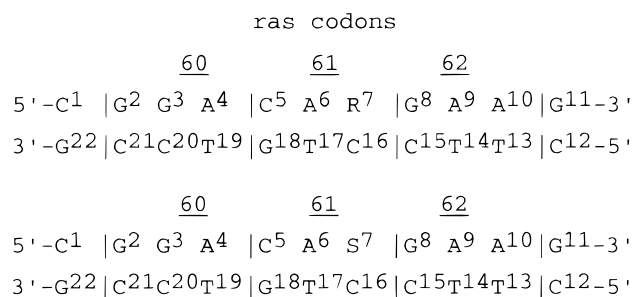 ras codons
60 61 62
5'-C1 |G2 G3 A4 |C5 A6 R7 |G8 A9 A10|G11-3'
3'-G22|C21C20T19|G18T17C16|C15T14T13|C12-5'
60 61 62
5'-C1 |G2 G3 A4 |C5 A6 S7 |G8 A9 A10|G11-3'
3'-G22|C21C20T19|G18T17C16|C15T14T13|C12-5'